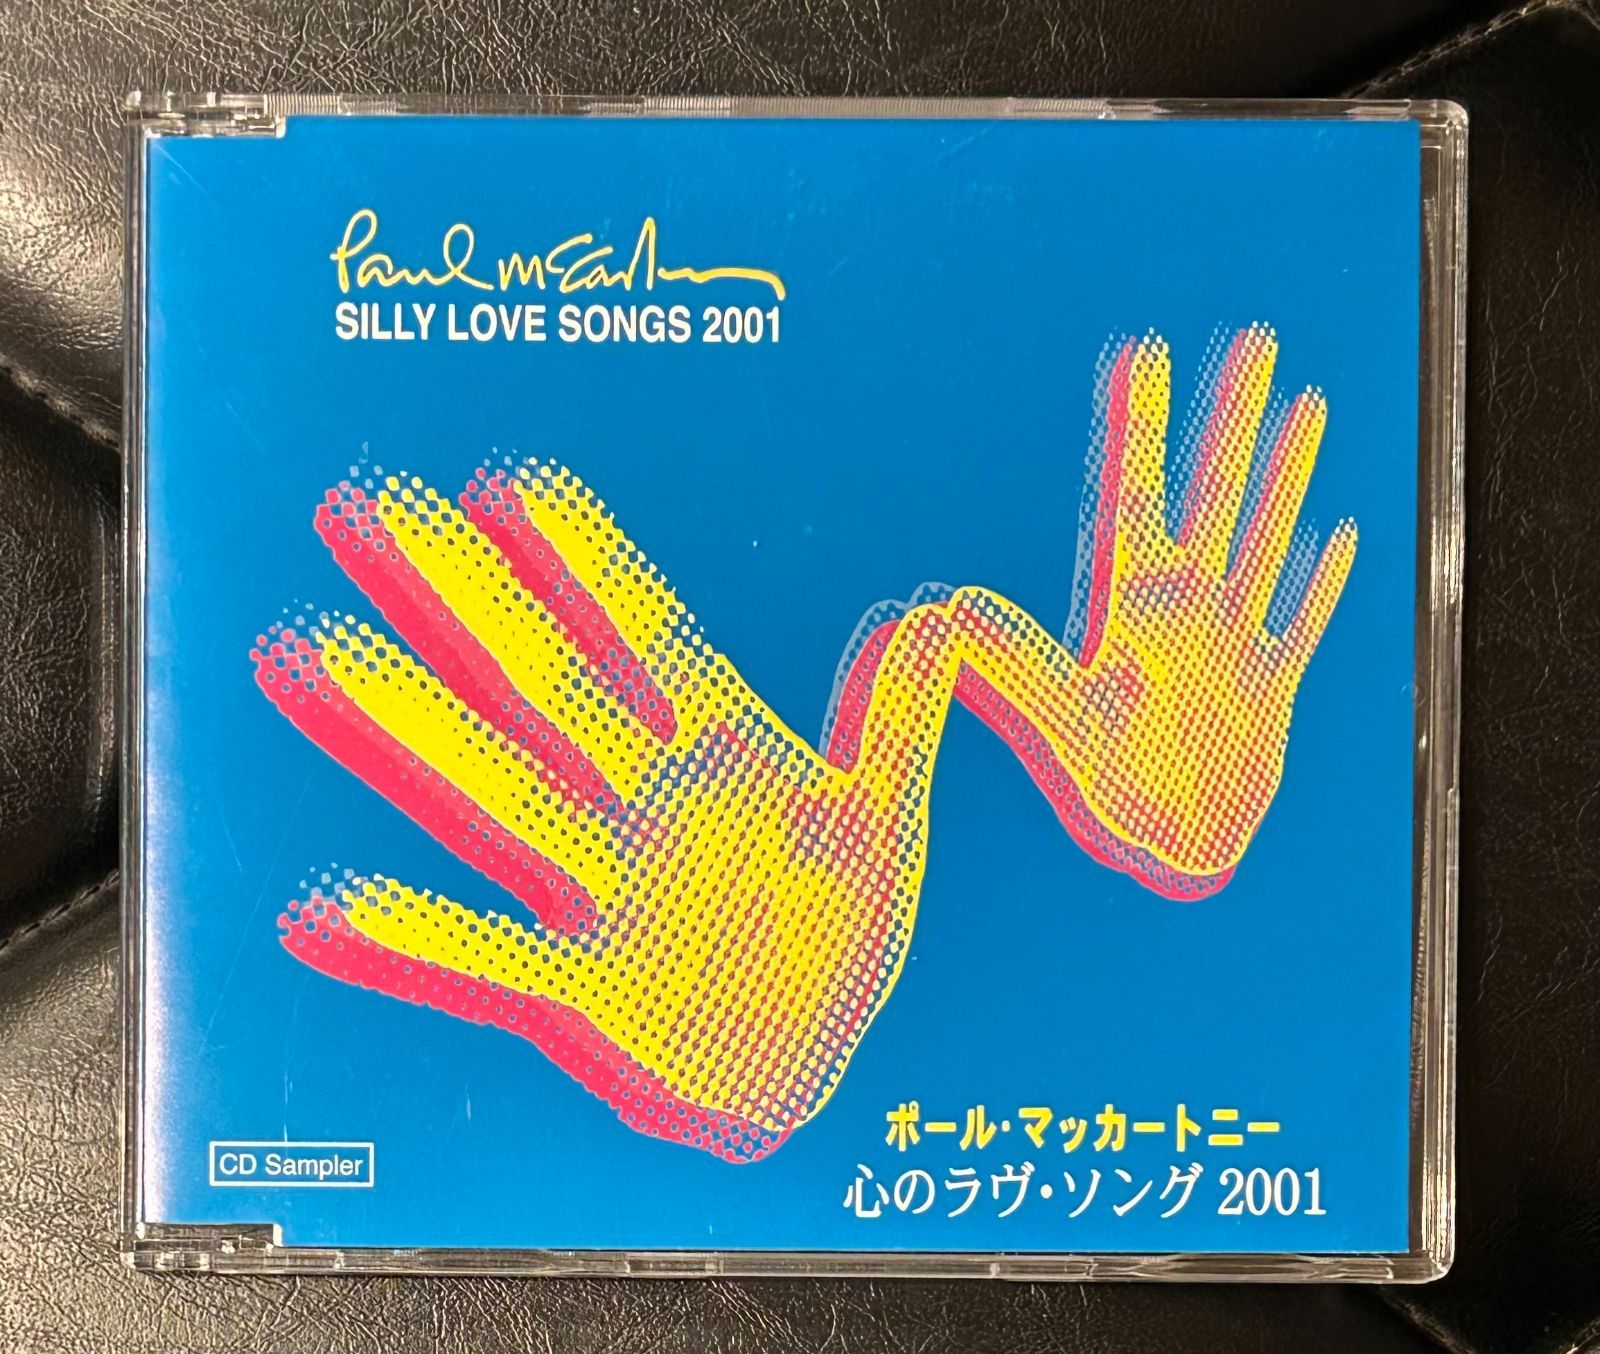 Paul McCartney
SILLY LOVE SONGS 2001
CD Sampler
ポール・マッカートニー
心のラヴ・ソング 2001